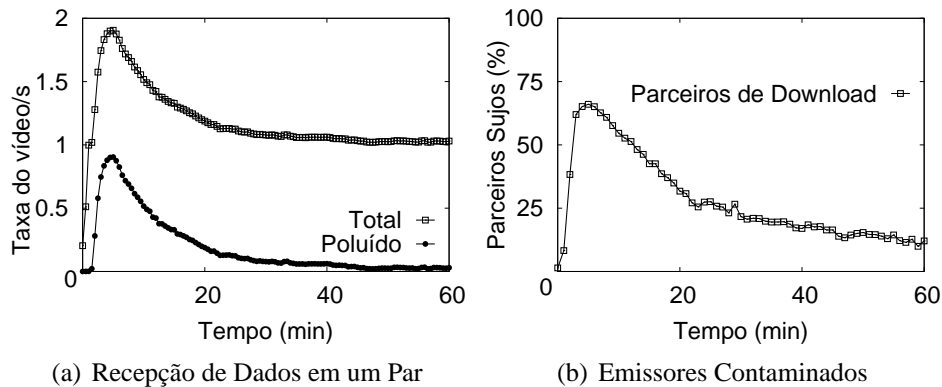 2
1.5
1
0.5
0
0
20
40
60
Taxa do vídeo/s
Tempo (min)
Total
Poluído
(a) Recepção de Dados em um Par
100
75
50
25
0
0
20
40
60
Parceiros Sujos (%)
Tempo (min)
Parceiros de Download
(b) Emissores Contaminados